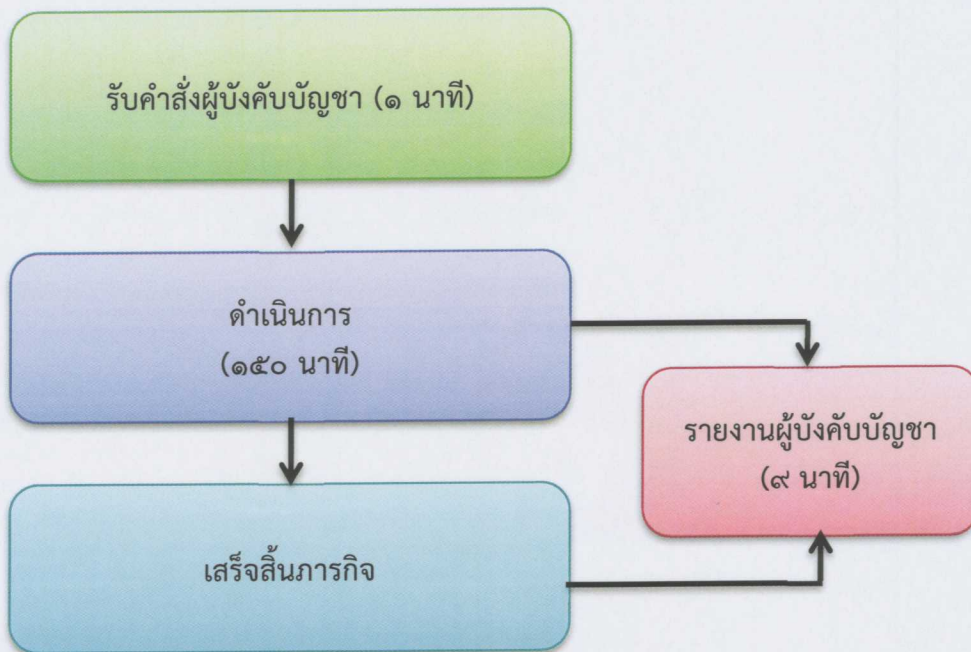 รับคำสั่งผู้บังคับบัญชา (๑ นาที)
ดำเนินการ
(๑๕๐ นาที)
รายงานผู้บังคับบัญชา
(๙ นาที)
เสร็จสิ้นภารกิจ